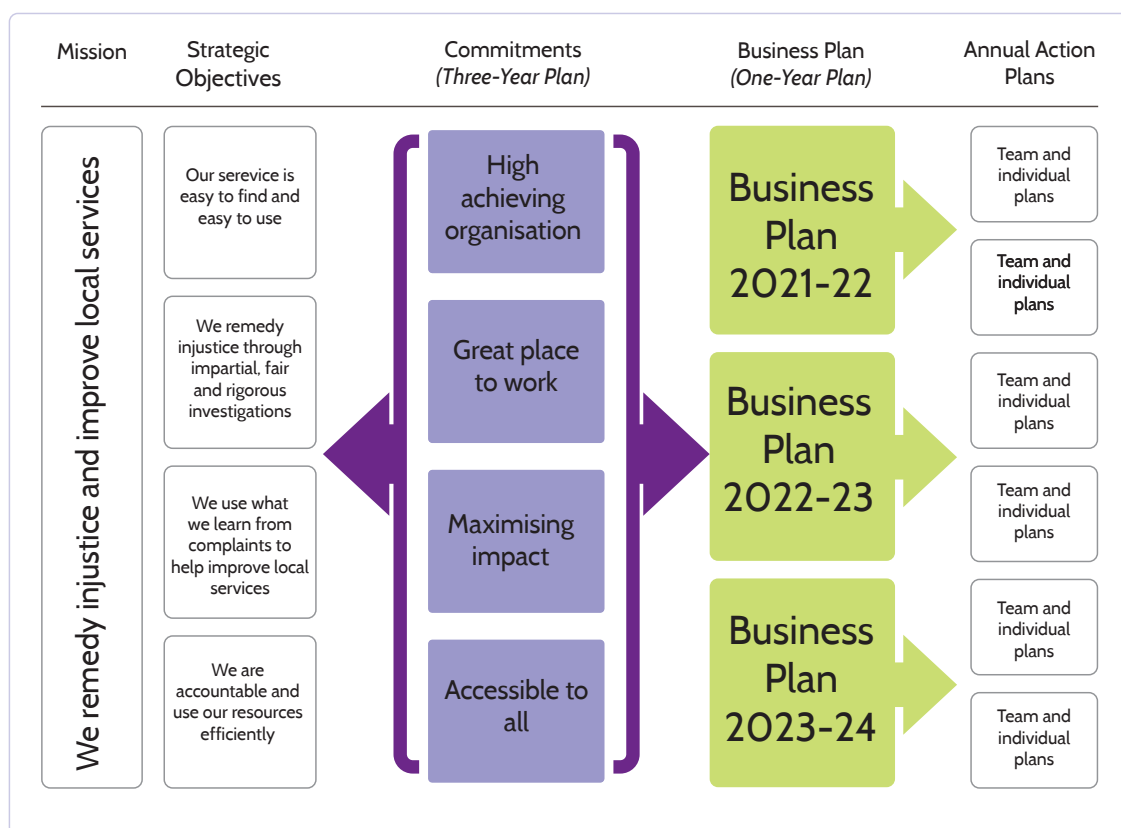 Mission
Strategic
Objectives
Commitments
(Three-Year Plan)
Business Plan
(One-Year Plan)
Annual Action
Plans
We remedy injustice and improve local services
Our serevice is
easy to find and
easy to use
We remedy
injustice through
impartial, fair
and rigorous
investigations
We use what
we learn from
complaints to
help improve local
services
We are
accountable and
use our resources
efficiently
High
achieving
organisation
Great place
to work
Maximising
impact
Accessible to
all
Business
Plan
2021-22
Business
Plan
2022-23
Business
Plan
2023-24
Team and
individual
plans
Team and
individual
plans
Team and
individual
plans
Team and
individual
plans
Team and
individual
plans
Team and
individual
plans